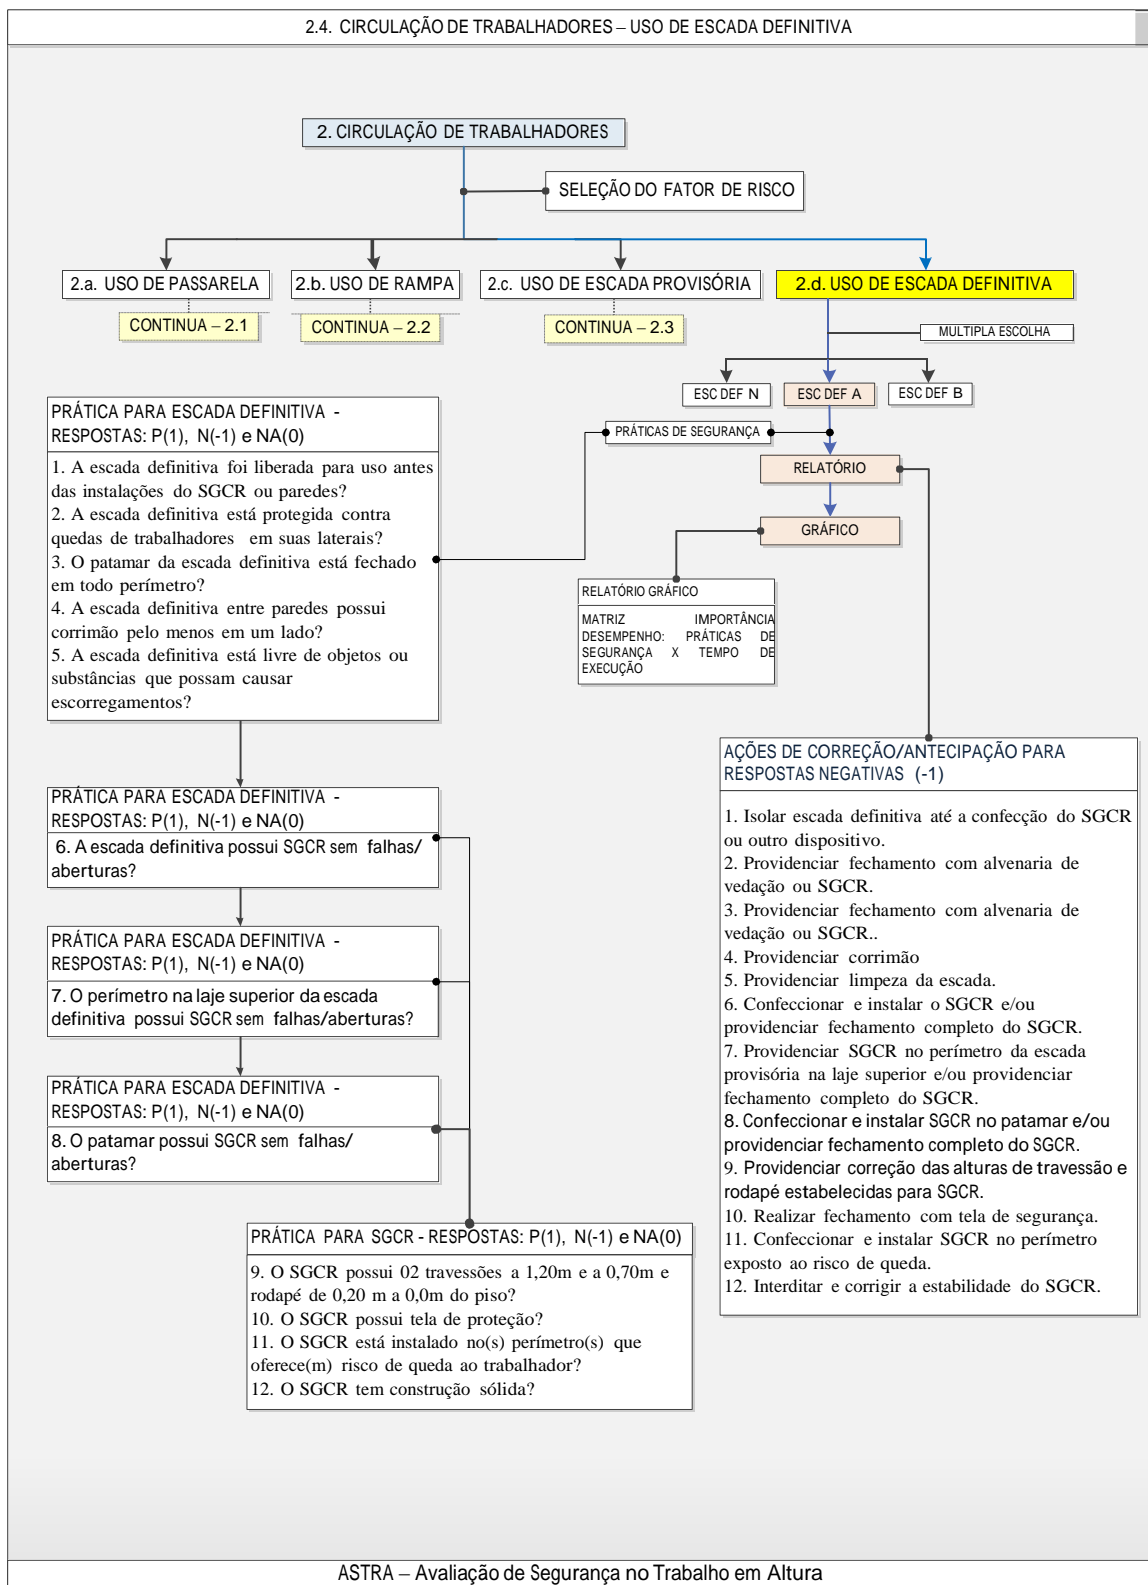 2.4. CIRCULAÇÃO DE TRABALHADORES – USO DE ESCADA DEFINITIVA
2. CIRCULAÇÃO DE TRABALHADORES
SELEÇÃO DO FATOR DE RISCO
2.a. USO DE PASSARELA
2.b. USO DE RAMPA
2.c. USO DE ESCADA PROVISÓRIA
2.d. USO DE ESCADA DEFINITIVA
CONTINUA – 2.1
CONTINUA – 2.2
CONTINUA – 2.3
MULTIPLA ESCOLHA
ESC DEF N
ESC DEF A
ESC DEF B
PRÁTICAS DE SEGURANÇA
RELATÓRIO
GRÁFICO
RELATÓRIO GRÁFICO
MATRIZ IMPORTÂNCIA
DESEMPENHO: PRÁTICAS DE
SEGURANÇA X TEMPO DE
EXECUÇÃO
PRÁTICA PARA ESCADA DEFINITIVA -
RESPOSTAS: P(1), N(-1) e NA(0)
1. A escada definitiva foi liberada para uso antes
das instalações do SGCR ou paredes?
2. A escada definitiva está protegida contra
quedas de trabalhadores em suas laterais?
3. O patamar da escada definitiva está fechado
em todo perímetro?
4. A escada definitiva entre paredes possui
corrimão pelo menos em um lado?
5. A escada definitiva está livre de objetos ou
substâncias que possam causar
escorregamentos?
PRÁTICA PARA ESCADA DEFINITIVA -
RESPOSTAS: P(1), N(-1) e NA(0)
6. A escada definitiva possui SGCR sem falhas/
aberturas?
PRÁTICA PARA ESCADA DEFINITIVA -
RESPOSTAS: P(1), N(-1) e NA(0)
7. O perímetro na laje superior da escada
definitiva possui SGCR sem falhas/aberturas?
PRÁTICA PARA ESCADA DEFINITIVA -
RESPOSTAS: P(1), N(-1) e NA(0)
8. O patamar possui SGCR sem falhas/
aberturas?
PRÁTICA PARA SGCR - RESPOSTAS: P(1), N(-1) e NA(0)
9. O SGCR possui 02 travessões a 1,20m e a 0,70m e
rodapé de 0,20 m a 0,0m do piso?
10. O SGCR possui tela de proteção?
11. O SGCR está instalado no(s) perímetro(s) que
oferece(m) risco de queda ao trabalhador?
12. O SGCR tem construção sólida?
AÇÕES DE CORREÇÃO/ANTECIPAÇÃO PARA
RESPOSTAS NEGATIVAS (-1)
1. Isolar escada definitiva até a confecção do SGCR
ou outro dispositivo.
2. Providenciar fechamento com alvenaria de
vedação ou SGCR.
3. Providenciar fechamento com alvenaria de
vedação ou SGCR..
4. Providenciar corrimão
5. Providenciar limpeza da escada.
6. Confeccionar e instalar o SGCR e/ou
providenciar fechamento completo do SGCR.
7. Providenciar SGCR no perímetro da escada
provisória na laje superior e/ou providenciar
fechamento completo do SGCR.
8. Confeccionar e instalar SGCR no patamar e/ou
providenciar fechamento completo do SGCR.
9. Providenciar correção das alturas de travessão e
rodapé estabelecidas para SGCR.
10. Realizar fechamento com tela de segurança.
11. Confeccionar e instalar SGCR no perímetro
exposto ao risco de queda.
12. Interditar e corrigir a estabilidade do SGCR.
ASTRA – Avaliação de Segurança no Trabalho em Altura